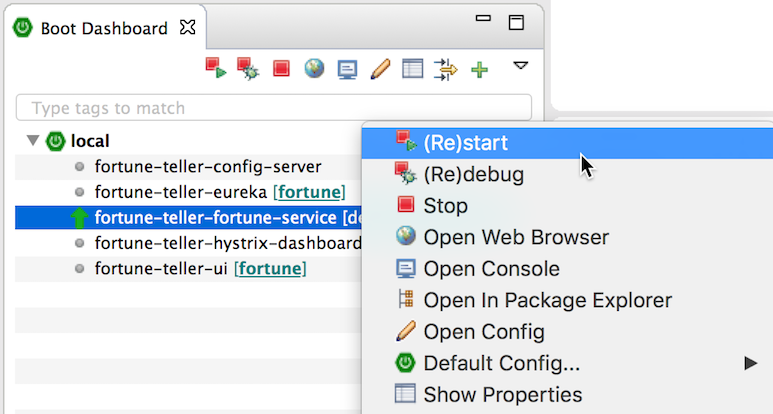 Boot Dashboard
Type tags to match
local
fortune-teller-config-server
fortune-teller-eureka [fortune]
fortune-teller-fortune-service [de
fortune-teller-hystrix-dashboard
fortune-teller-ui [fortune]
(Re)start
(Re)debug
Stop
Open Web Browser
Open Console
Open In Package Explorer
Open Config
Default Config...
Show Properties